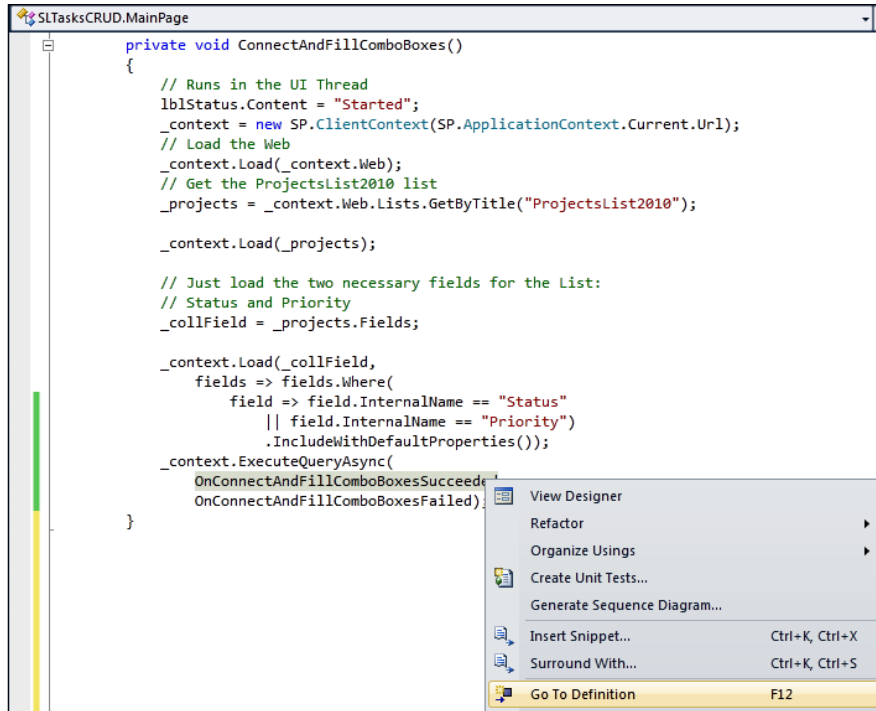 SLTasksCRUD.MainPage
private void ConnectAndFillComboBoxes()
{
// Runs in the UI Thread
lblStatus.Content = "Started";
_context = new SP.ClientContext(SP.ApplicationContext.Current.Url);
// Load the Web
_context.Load(_context.Web);
// Get the ProjectsList2010 list
_projects = _context.Web.Lists.GetByTitle("ProjectsList2010");
_context.Load(_projects);
// Just load the two necessary fields for the List:
// Status and Priority
_collField = _projects.Fields;
_context.Load(_collField,
fields => fields.Where(
field => field.InternalName == "Status"
|| field.InternalName == "Priority")
.IncludeWithDefaultProperties());
_context.ExecuteQueryAsync(
OnConnectAndFillComboBoxesSucceeded
OnConnectAndFillComboBoxesFailed);
}
View Designer
Refactor
Organize Usings
Create Unit Tests...
Generate Sequence Diagram...
Insert Snippet... Ctrl+K, Ctrl+X
Surround With... Ctrl+K, Ctrl+S
Go To Definition F12